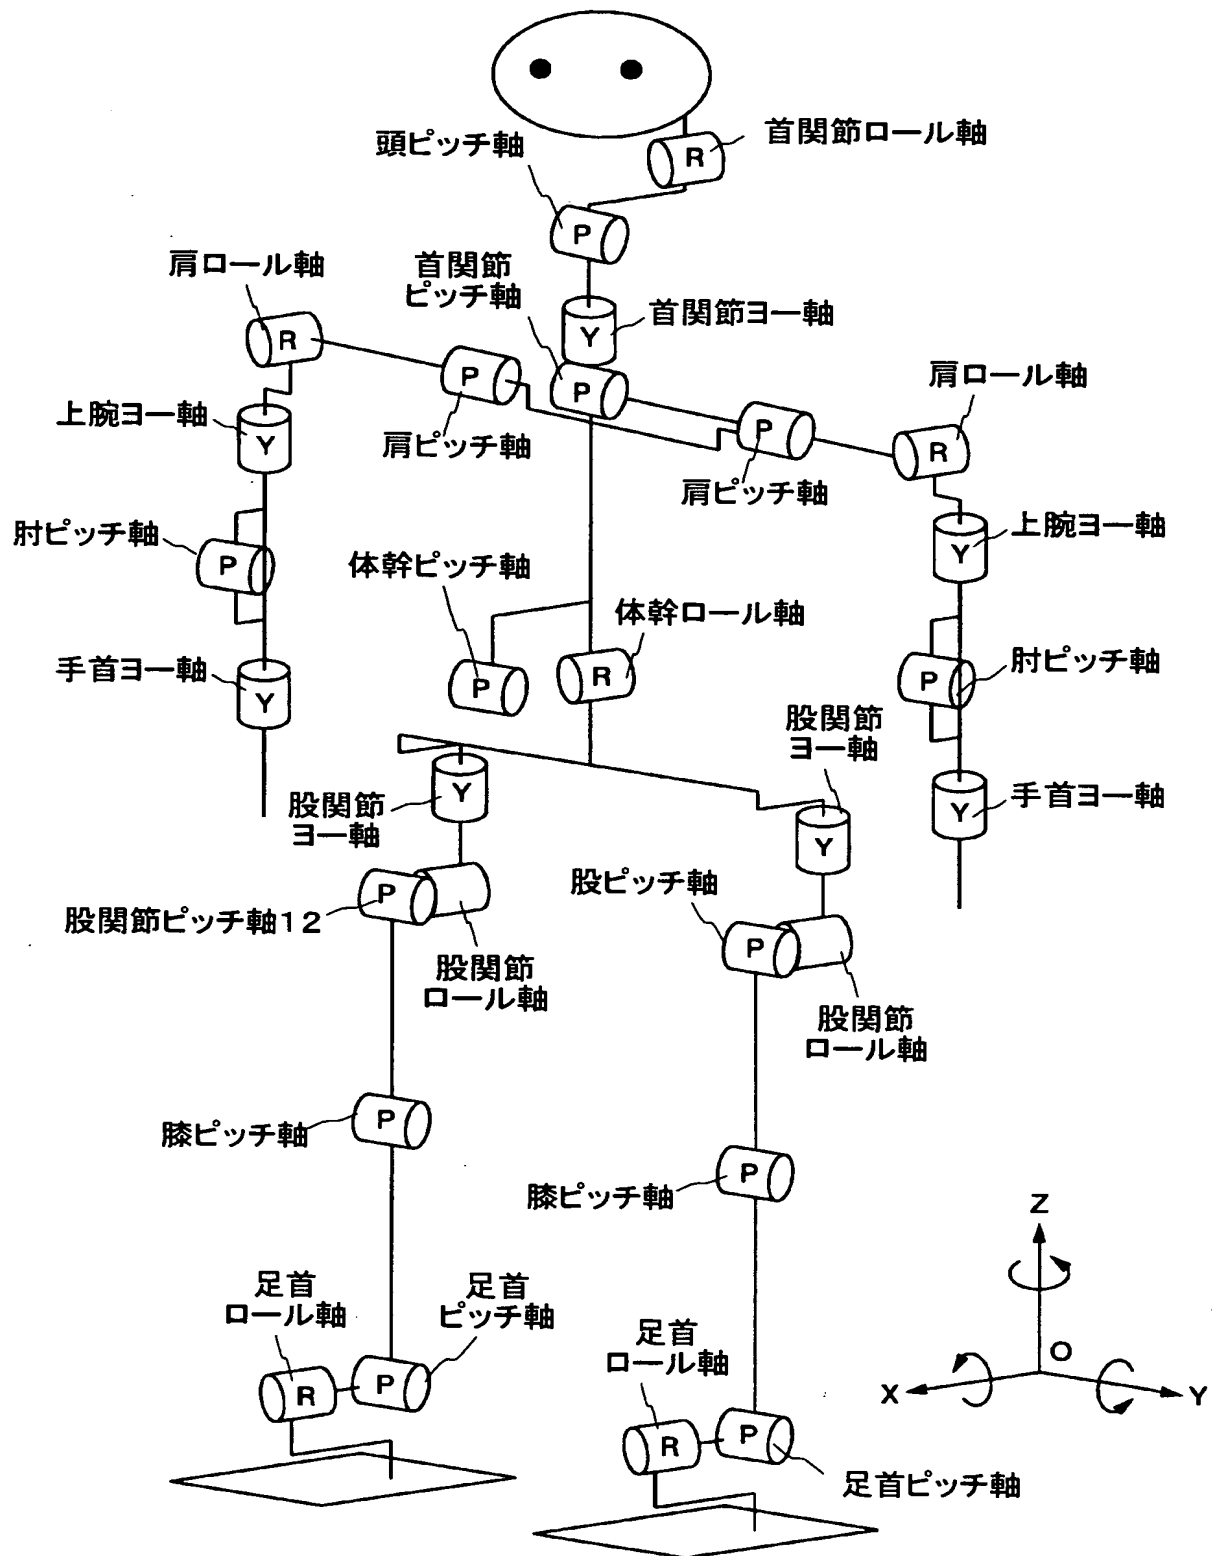 首関節ロール軸
頭ピッチ軸
R
P
肩ロール軸
首関節
ピッチ軸
首関節ヨー軸
Y
R
P
P
肩ロール軸
上腕ヨー軸
Y
肩ピッチ軸
P
R
肩ピッチ軸
肘ピッチ軸
P
体幹ピッチ軸
上腕ヨー軸
Y
体幹ロール軸
手首ヨー軸
Y
P
R
P
肘ピッチ軸
股関節
ヨー軸
股関節
ヨー軸
Y
手首ヨー軸
Y
Y
股ピッチ軸
股関節ピッチ軸12
P
P
股関節
ロール軸
股関節
ロール軸
膝ピッチ軸
P
膝ピッチ軸
P
Z
足首
ロール軸
足首
ピッチ軸
足首
ロール軸
O
X
Y
R
P
R
P
足首ピッチ軸